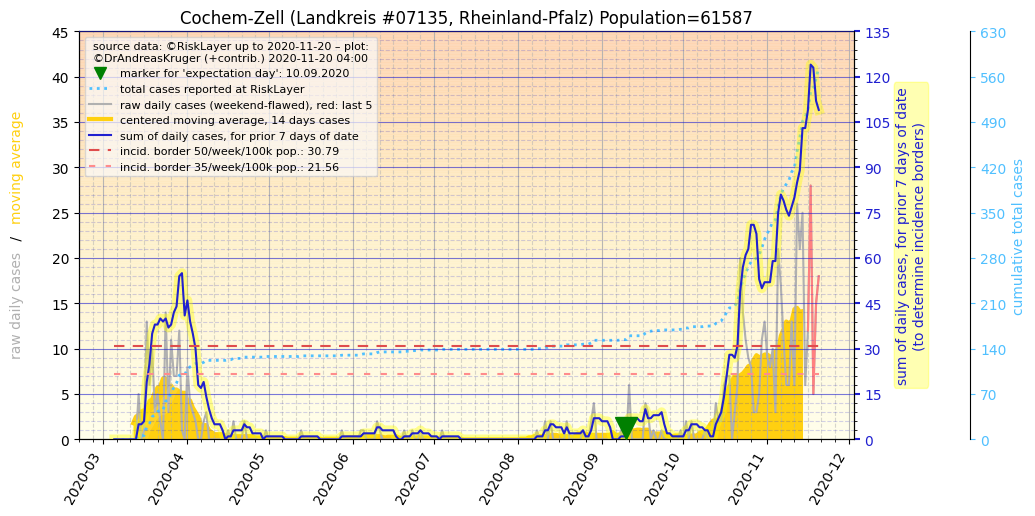 Cochem-Zell (Landkreis #07135, Rheinland-Pfalz) Population=61587
source data: ©RiskLayer up to 2020-11-20 – plot:
©DrAndreasKruger (+contrib.) 2020-11-20 04:00
marker for 'expectation day': 10.09.2020
total cases reported at RiskLayer
raw daily cases (weekend-flawed), red: last 5
centered moving average, 14 days cases
sum of daily cases, for prior 7 days of date
incid. border 50/week/100k pop.: 30.79
incid. border 35/week/100k pop.: 21.56
raw daily cases / moving average
45
40
35
30
25
20
15
10
5
0
2020-03
2020-04
2020-05
2020-06
2020-07
2020-08
2020-09
2020-10
2020-11
2020-12
135
120
105
90
75
60
45
30
15
0
sum of daily cases, for prior 7 days of date
(to determine incidence borders)
630
560
490
420
350
280
210
140
70
0
cumulative total cases